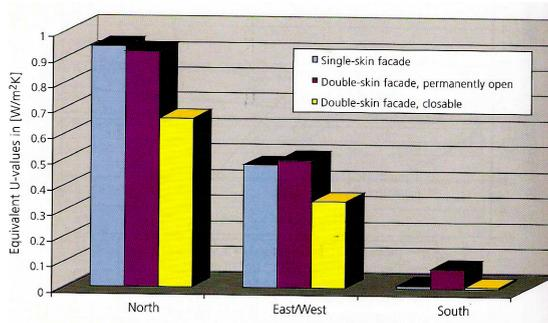 Equivalent U-values in [W/m2K]
1
0.9
0.8
0.7
0.6
0.5
0.4
0.3
0.2
0.1
0
Single-skin facade
Double-skin facade, permanently open
Double-skin facade, closable
North
East/West
South